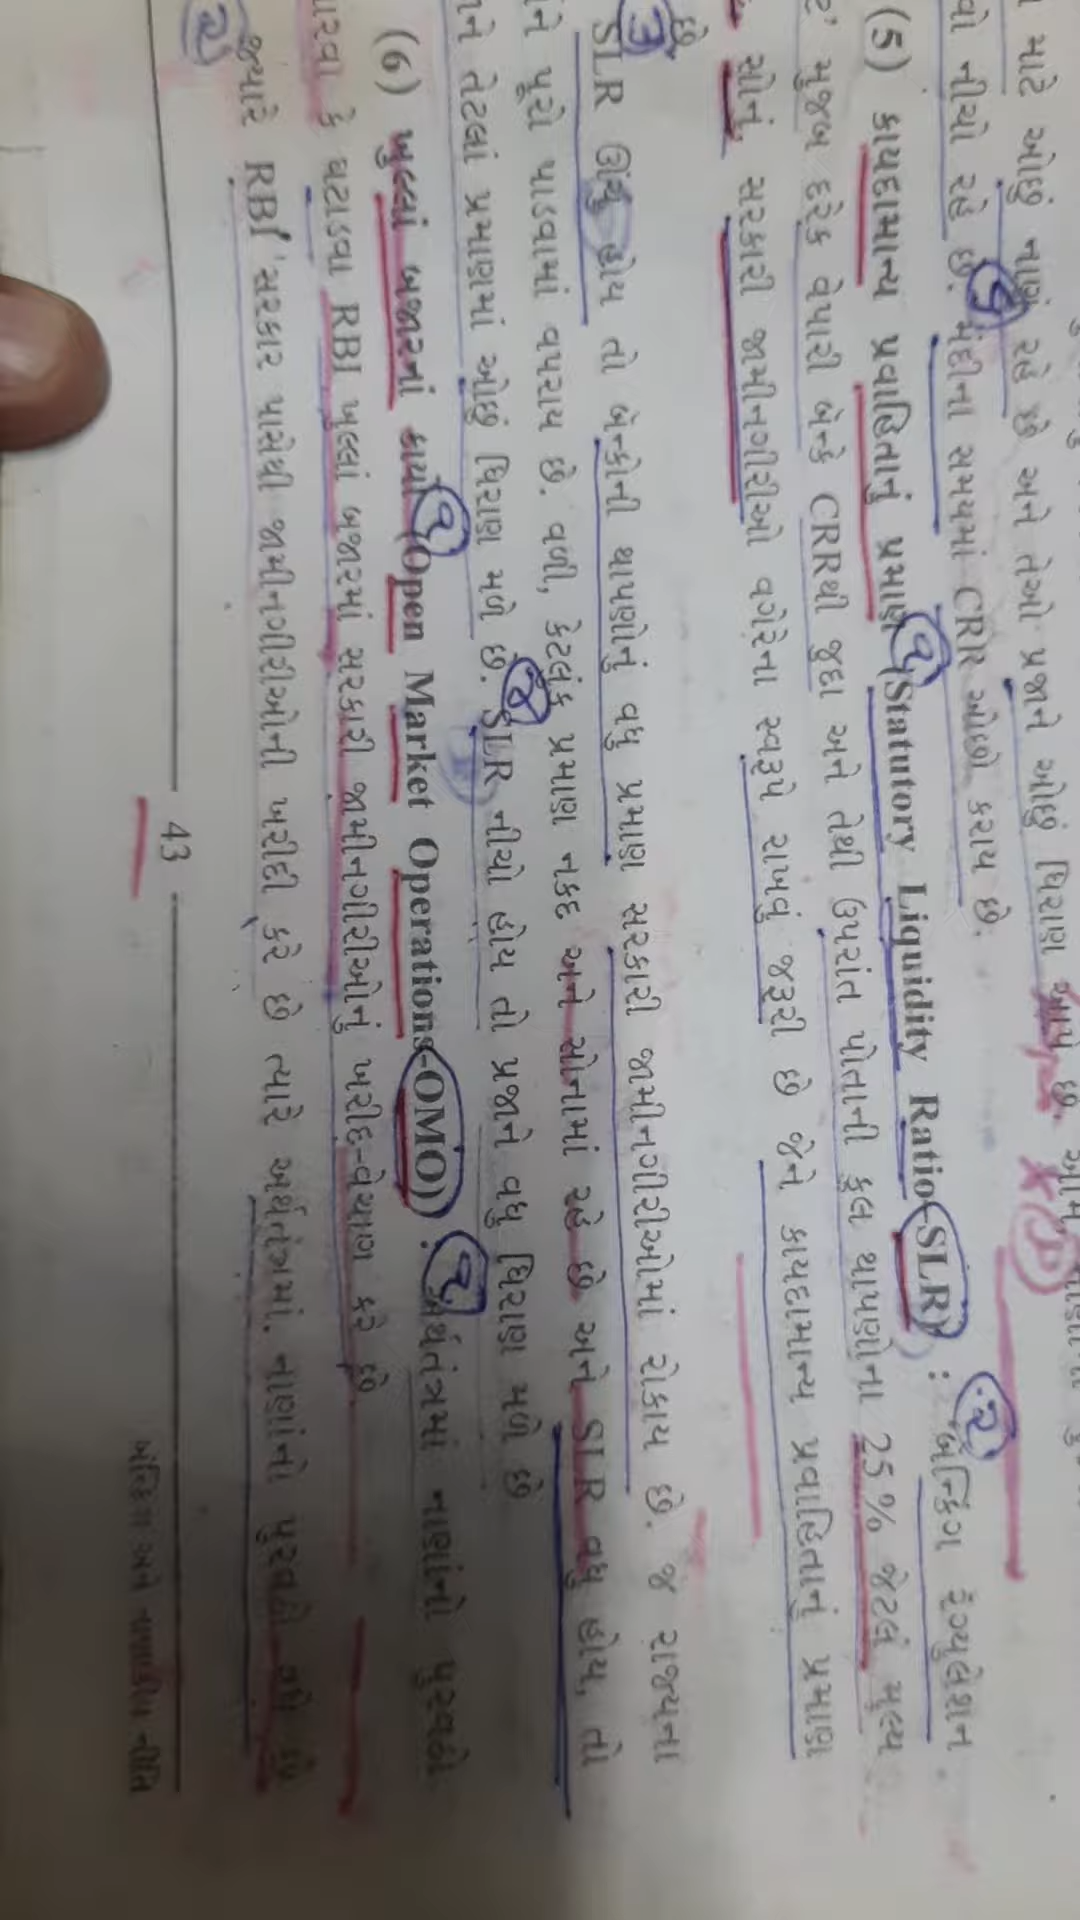 માટે ઓછું નાણું રહે છે અને તેઓ પ્રજાને ઓછું ધિરાણ આપે છે. આમ,
નીચો રહે છે. મંદીના સમયમાં CRR ઓછો કરાય છે.
(5) કાયદામાન્ય પ્રવાહિતાનું પ્રમાણ (Statutory Liquidity Ratio-SLR) : બૅન્કિંગ રેગ્યુલેશન
મુજબ દરેક વેપારી બેન્કે CRRથી જુદા અને તેથી ઉપરાંત પોતાની કુલ થાપણોના 25% જેટલું મૂલ્ય
સોનું, સરકારી જામીનગીરીઓ વગેરેના સ્વરૂપે રાખવું જરૂરી છે જેને કાયદામાન્ય પ્રવાહિતાનું પ્રમાણ
છે
SLR ઊંચું હોય તો બેન્કોની થાપણોનું વધુ પ્રમાણ સરકારી જામીનગીરીઓમાં રોકાય છે. જે રાજ્યના
પૂરો પાડવામાં વપરાય છે. વળી, કેટલુંક પ્રમાણ નકદ અને સોનામાં રહે છે અને SLR વધુ હોય, તો
તેટલાં પ્રમાણમાં ઓછું ધિરાણ મળે છે. SLR નીચો હોય તો પ્રજાને વધુ ધિરાણ મળે છે
(6) ખુલ્લાં બજારનાં કાર્યો (Open Market Operations-OMO) : અર્થતંત્રમાં નાણાંનો પુરવઠો
કે ઘટાડવા RBI ખુલ્લાં બજારમાં સરકારી જામીનગીરીઓનું ખરીદ-વેચાણ કરે છે.
જ્યારે RBI સરકાર પાસેથી જામીનગીરીઓની ખરીદી કરે છે ત્યારે અર્થતંત્રમાં નાણાંનો પુરવઠો વધે છે
43
બૅંકિંગ અને નાણાકીય નીતિ